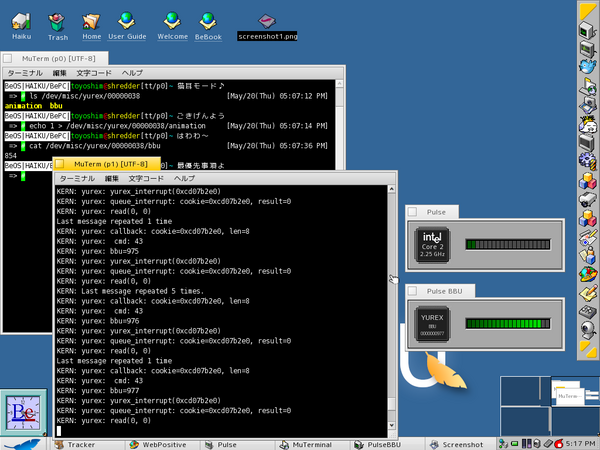 Haiku
Trash
Home
User Guide
Welcome
BeBook
screenshot1.png
MuTerm (p0) [UTF-8]
ターミナル 編集 文字コード ヘルプ
BeOS|HAIKU/BePC|toyoshim@shredder[tt/p0]~ 猫耳モード♪
=> ls /dev/misc/yurex/00000038 [May/20(Thu) 05:07:12 PM]
animation bbu
BeOS|HAIKU/BePC|toyoshim@shredder[tt/p0]~ ごきげんよう
=> echo 1 > /dev/misc/yurex/00000038/animation [May/20(Thu) 05:07:14 PM]
BeOS|HAIKU/BePC|toyoshim@shredder[tt/p0]~ はわわ~
=> cat /dev/misc/yurex/00000038/bbu [May/20(Thu) 05:07:36 PM]
854
最優先事項よ
=>
MuTerm (p1) [UTF-8]
ターミナル 編集 文字コード ヘルプ
KERN: yurex: yurex_interrupt(0xcd07b2e0)
KERN: yurex: queue_interrupt: cookie=0xcd07b2e0, result=0
KERN: yurex: read(0, 0)
Last message repeated 1 time
KERN: yurex: callback: cookie=0xcd07b2e0, len=8
KERN: yurex:  cmd: 43
KERN: yurex: bbu=975
KERN: yurex: yurex_interrupt(0xcd07b2e0)
KERN: yurex: queue_interrupt: cookie=0xcd07b2e0, result=0
KERN: yurex: read(0, 0)
KERN: Last message repeated 5 times.
KERN: yurex: callback: cookie=0xcd07b2e0, len=8
KERN: yurex:  cmd: 43
KERN: yurex: bbu=976
KERN: yurex: yurex_interrupt(0xcd07b2e0)
KERN: yurex: queue_interrupt: cookie=0xcd07b2e0, result=0
KERN: yurex: read(0, 0)
Last message repeated 1 time
KERN: yurex: callback: cookie=0xcd07b2e0, len=8
KERN: yurex:  cmd: 43
KERN: yurex: bbu=977
KERN: yurex: yurex_interrupt(0xcd07b2e0)
KERN: yurex: queue_interrupt: cookie=0xcd07b2e0, result=0
KERN: yurex: read(0, 0)
Pulse
intel
Core 2
2.25 GHz
Pulse BBU
YUREX
BBU
0000000977
Be
MuTerm
Tracker
WebPositive
Pulse
MuTerminal
PulseBBU
Screenshot
5:17 PM